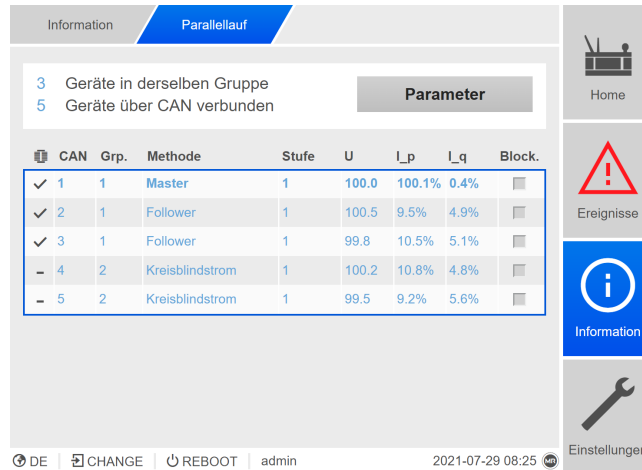 Information
Parallellauf
3 Geräte in derselben Gruppe
5 Geräte über CAN verbunden
Parameter
CAN Grp. Methode Stufe U I_p I_q Block.
1 1 Master 1 100.0 100.1% 0.4%
2 1 Follower 1 100.5 9.5% 4.9%
3 1 Follower 1 99.8 10.5% 5.1%
4 2 Kreisblindstrom 1 100.2 10.8% 4.8%
5 2 Kreisblindstrom 1 99.5 9.2% 5.6%
Home
Ereignisse
Information
Einstellungen
DE CHANGE REBOOT admin 2021-07-29 08:25 MR